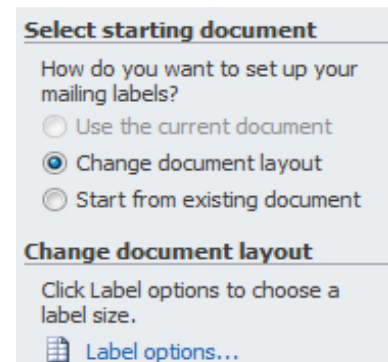 Select starting document
How do you want to set up your
mailing labels?
Use the current document
Change document layout
Start from existing document
Change document layout
Click Label options to choose a
label size.
Label options...